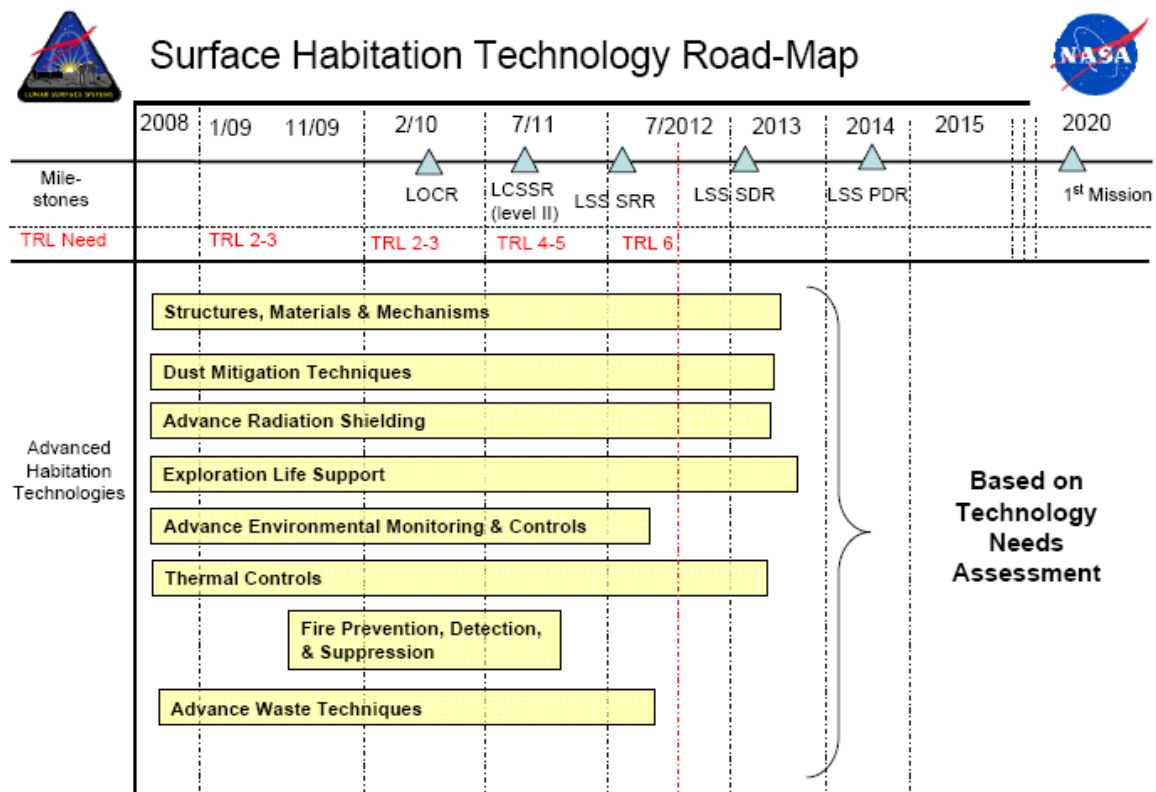 LUNAR SURFACE SYSTEMS
Surface Habitation Technology Road-Map
NASA
2008 1/09 11/09 2/10 7/11 7/2012 2013 2014 2015 2020
Mile-
stones
LOCR
LCSSR
(level II)
LSS SRR
LSS SDR
LSS PDR
1st Mission
TRL Need TRL 2-3 TRL 2-3 TRL 4-5 TRL 6
Advanced
Habitation
Technologies
Structures, Materials & Mechanisms
Dust Mitigation Techniques
Advance Radiation Shielding
Exploration Life Support
Advance Environmental Monitoring & Controls
Thermal Controls
Fire Prevention, Detection,
& Suppression
Advance Waste Techniques
Based on
Technology
Needs
Assessment